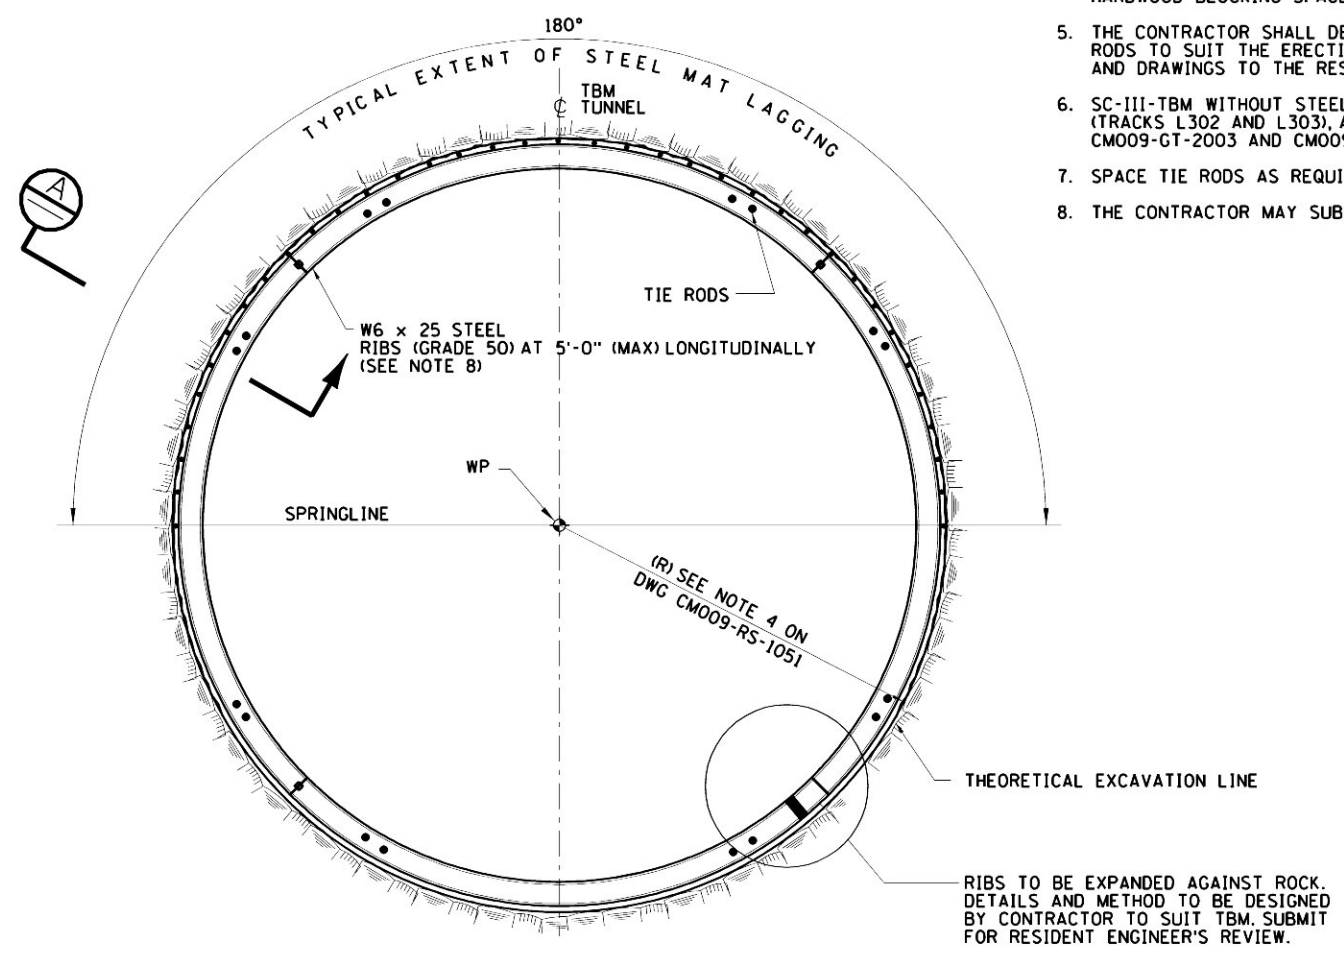 180°
TYPICAL EXTENT OF STEEL MAT LAGGING
TBM
℄ TUNNEL
A
TIE RODS
W6 × 25 STEEL
RIBS (GRADE 50) AT 5'-0" (MAX) LONGITUDINALLY
(SEE NOTE 8)
WP
SPRINGLINE
(R) SEE NOTE 4 ON
DWG CM009-RS-1051
THEORETICAL EXCAVATION LINE
RIBS TO BE EXPANDED AGAINST ROCK.
DETAILS AND METHOD TO BE DESIGNED
BY CONTRACTOR TO SUIT TBM. SUBMIT
FOR RESIDENT ENGINEER'S REVIEW.
HARDWOOD BLOCKING SPACE
5. THE CONTRACTOR SHALL DE
RODS TO SUIT THE ERECTI
AND DRAWINGS TO THE RES
6. SC-III-TBM WITHOUT STEEL
(TRACKS L302 AND L303), A
CM009-GT-2003 AND CM009
7. SPACE TIE RODS AS REQUI
8. THE CONTRACTOR MAY SUB